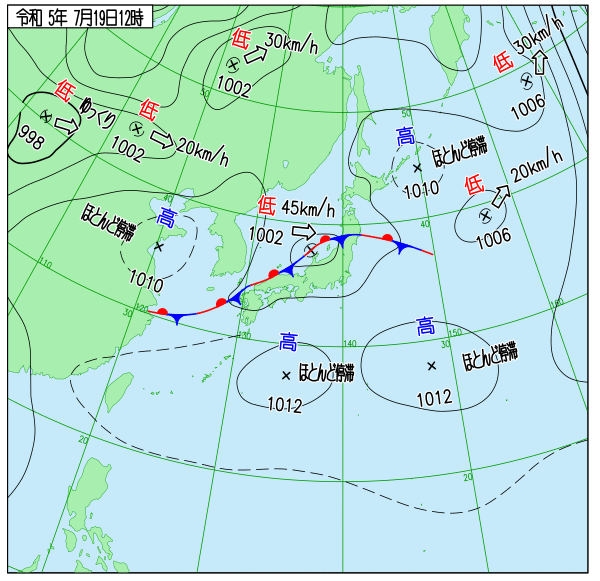 令和 5年 7月19日12時
低
30km/h
1002
50
低
30km/h
1006
低
ゆっくり
998
低
20km/h
1002
50
高
ほとんど停滞
1010
低
20km/h
1006
40
ほとんど停滞
高
1010
40
低
45km/h
1002
110
30
120
130
140
30
150
160
高
ほとんど停滞
1012
高
ほとんど停滞
1012
20
20